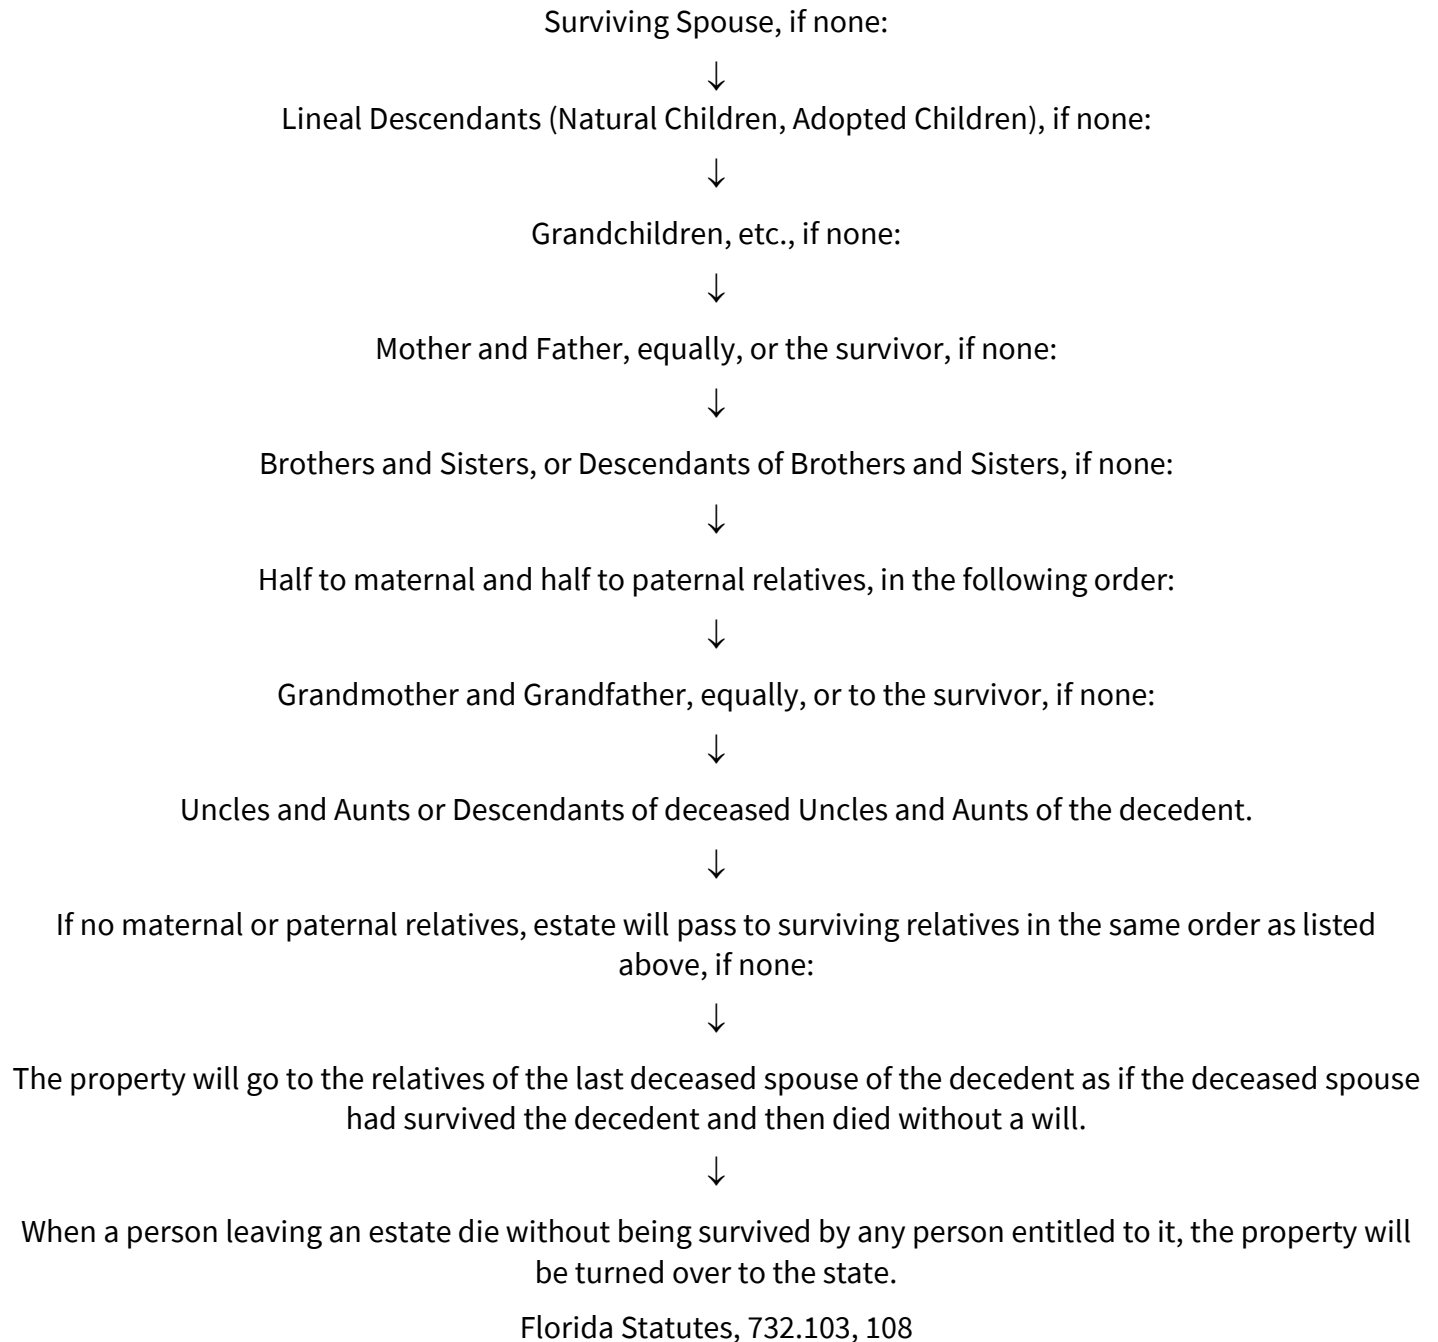 Surviving Spouse, if none:
↓
Lineal Descendants (Natural Children, Adopted Children), if none:
↓
Grandchildren, etc., if none:
↓
Mother and Father, equally, or the survivor, if none:
↓
Brothers and Sisters, or Descendants of Brothers and Sisters, if none:
↓
Half to maternal and half to paternal relatives, in the following order:
↓
Grandmother and Grandfather, equally, or to the survivor, if none:
↓
Uncles and Aunts or Descendants of deceased Uncles and Aunts of the decedent.
↓
If no maternal or paternal relatives, estate will pass to surviving relatives in the same order as listed
above, if none:
↓
The property will go to the relatives of the last deceased spouse of the decedent as if the deceased spouse
had survived the decedent and then died without a will.
↓
When a person leaving an estate die without being survived by any person entitled to it, the property will
be turned over to the state.
Florida Statutes, 732.103, 108